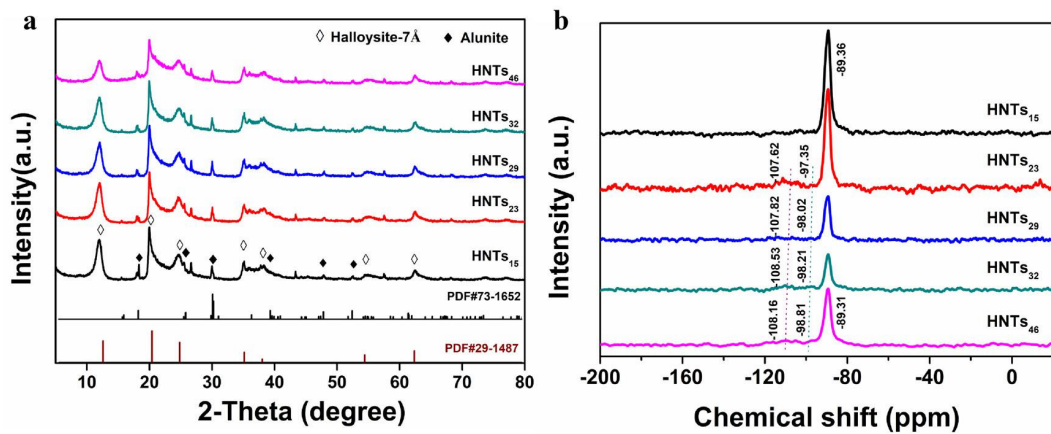 a
◇ Halloysite-7Å ◆ Alunite
HNTs46
HNTs32
HNTs29
HNTs23
HNTs15
PDF#73-1652
PDF#29-1487
Intensity(a.u.)
10 20 30 40 50 60 70 80
2-Theta (degree)
b
-89.36
HNTs15
-107.62
-97.35
HNTs23
-107.82
-98.02
HNTs29
-108.53
-98.21
HNTs32
-108.16
-98.81
-89.31
HNTs46
Intensity (a.u.)
-200 -160 -120 -80 -40 0
Chemical shift (ppm)